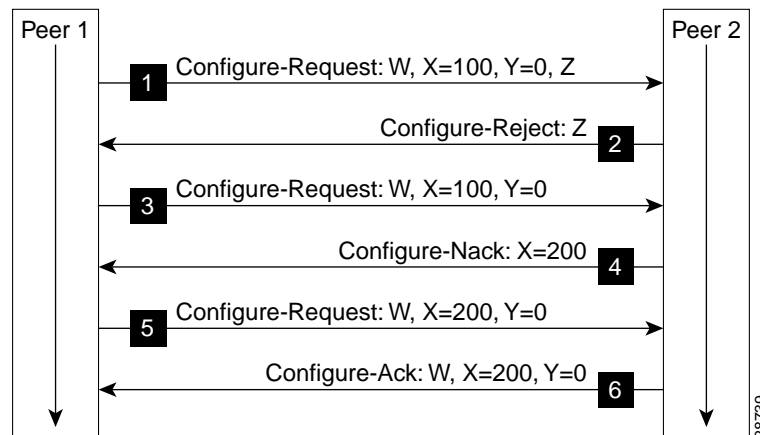 Peer 1
Peer 2
1
Configure-Request: W, X=100, Y=0, Z
Configure-Reject: Z
2
3
Configure-Request: W, X=100, Y=0
Configure-Nack: X=200
4
5
Configure-Request: W, X=200, Y=0
Configure-Ack: W, X=200, Y=0
6